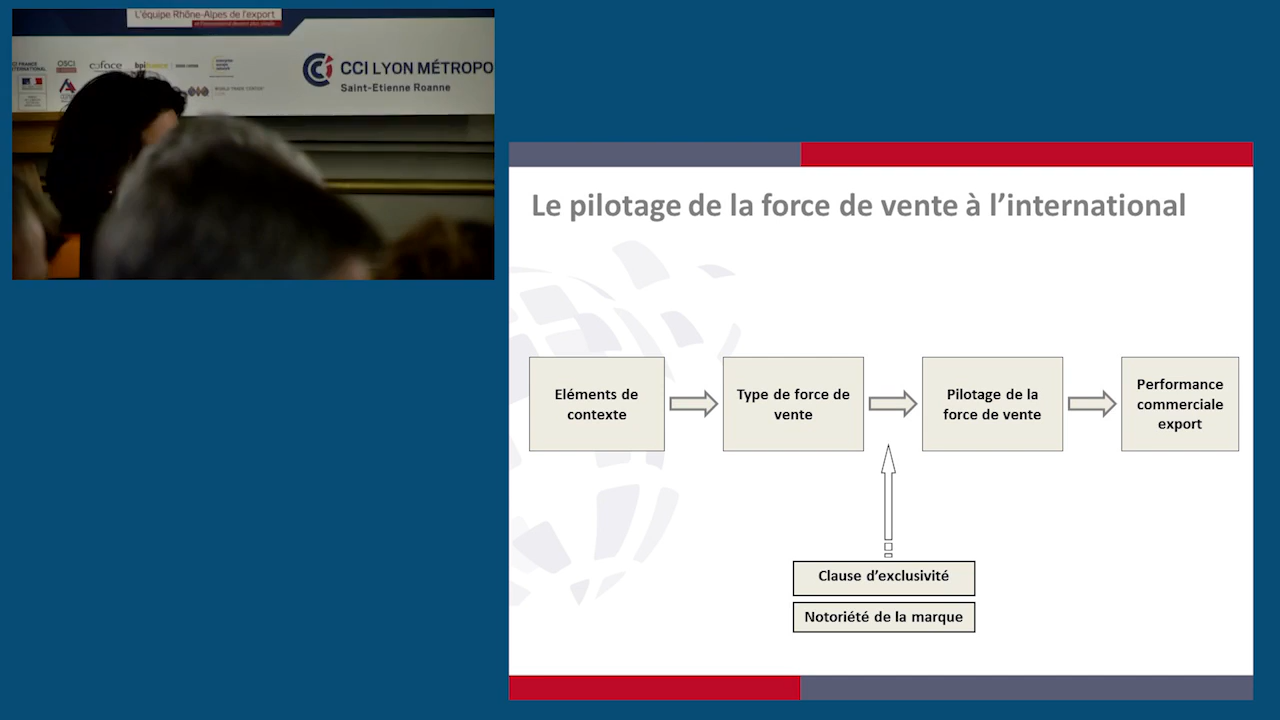 L'équipe Rhône-Alpes de l'export
OSCI
coface
bpifrance
CCI LYON MÉTROPO
Saint-Etienne Roanne
WORLD TRADE CENTER
Le pilotage de la force de vente à l'international
Eléments de
contexte
Type de force de
vente
Pilotage de la
force de vente
Performance
commerciale
export
Clause d'exclusivité
Notoriété de la marque